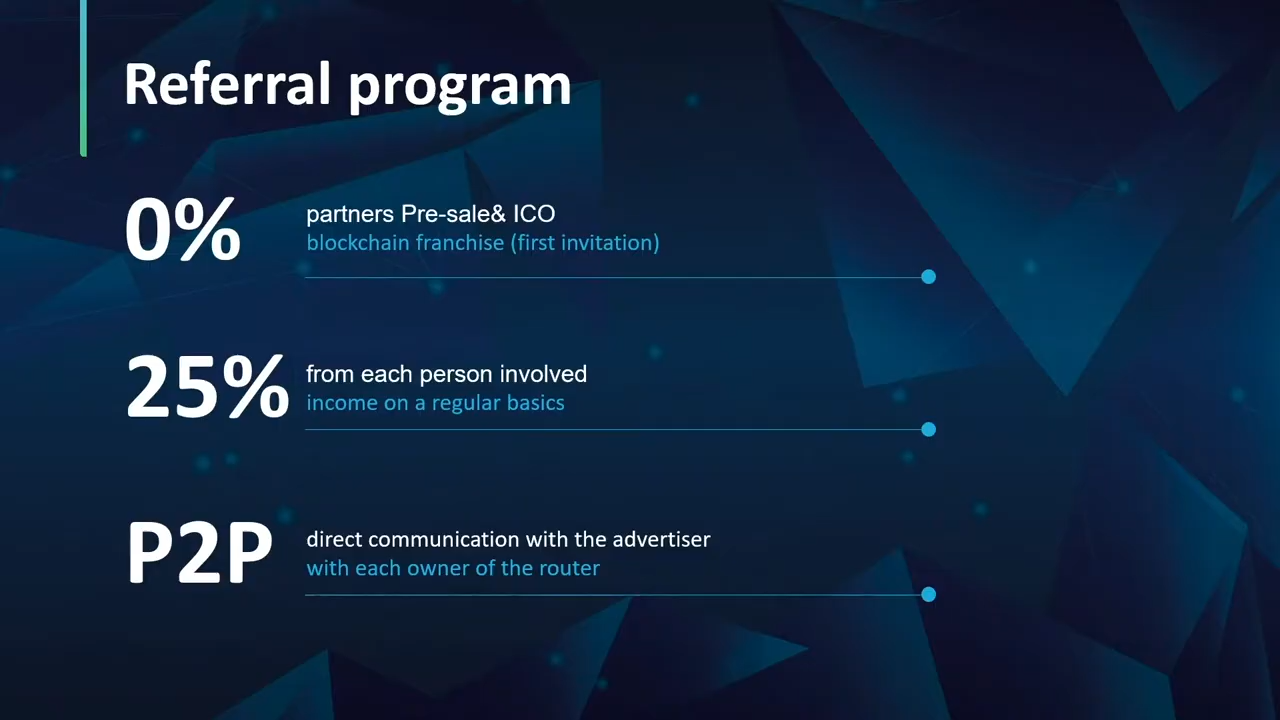 Referral program
0%
partners Pre-sale& ICO
blockchain franchise (first invitation)
25%
from each person involved
income on a regular basics
P2P
direct communication with the advertiser
with each owner of the router